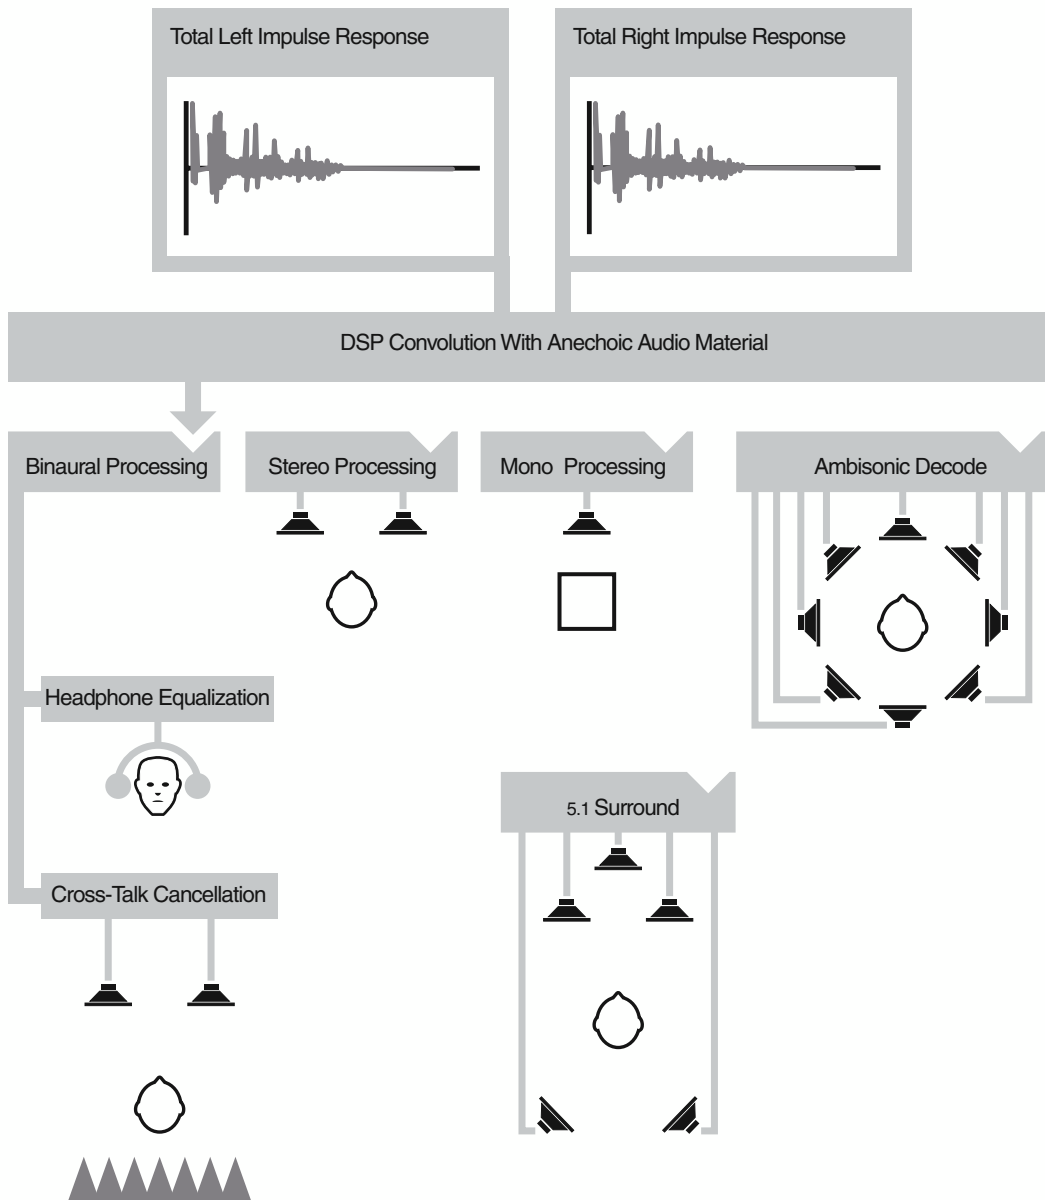 Total Left Impulse Response
Total Right Impulse Response
DSP Convolution With Anechoic Audio Material
Binaural Processing
Stereo Processing
Mono Processing
Ambisonic Decode
Headphone Equalization
5.1 Surround
Cross-Talk Cancellation